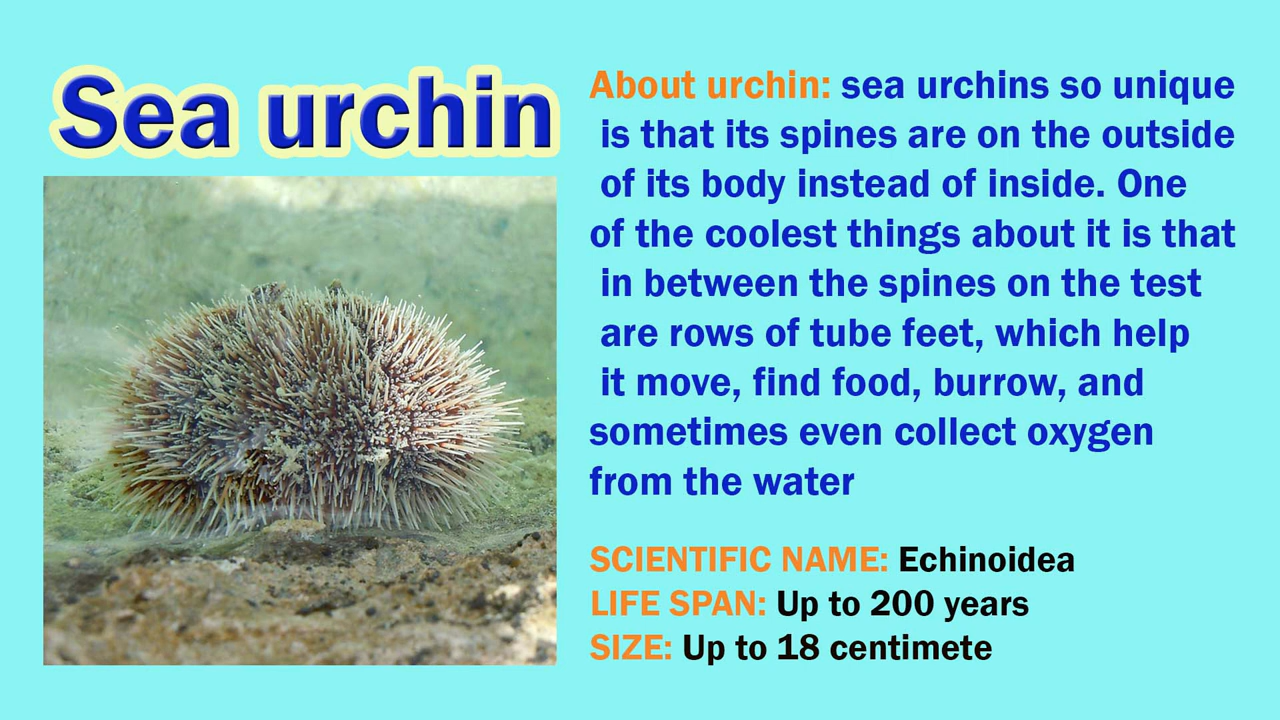 Sea urchin
About urchin: sea urchins so unique
is that its spines are on the outside
of its body instead of inside. One
of the coolest things about it is that
in between the spines on the test
are rows of tube feet, which help
it move, find food, burrow, and
sometimes even collect oxygen
from the water
SCIENTIFIC NAME: Echinoidea
LIFE SPAN: Up to 200 years
SIZE: Up to 18 centimete